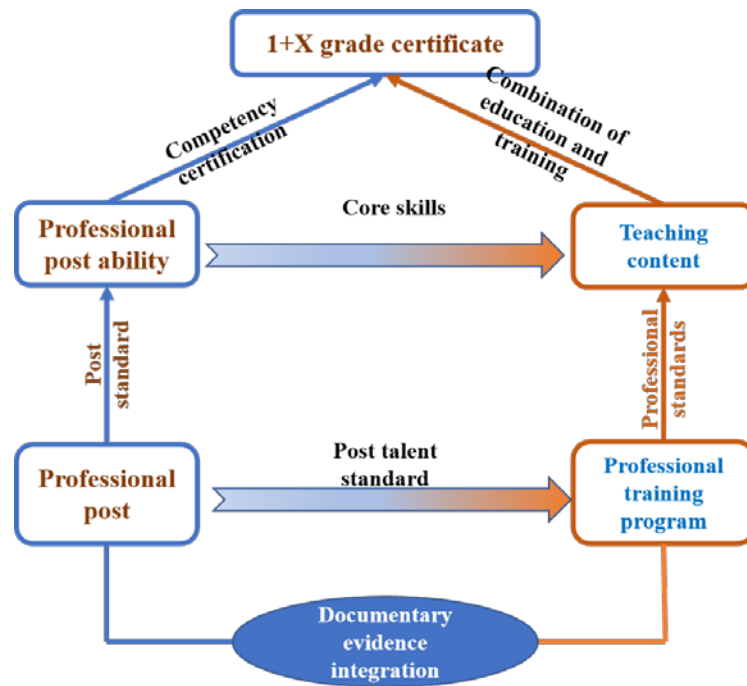 1+X grade certificate
Competency
certification
Combination of
education and
training
Professional
post ability
Core skills
Teaching
content
Post
standard
Professional
standards
Professional
post
Post talent
standard
Professional
training
program
Documentary
evidence
integration